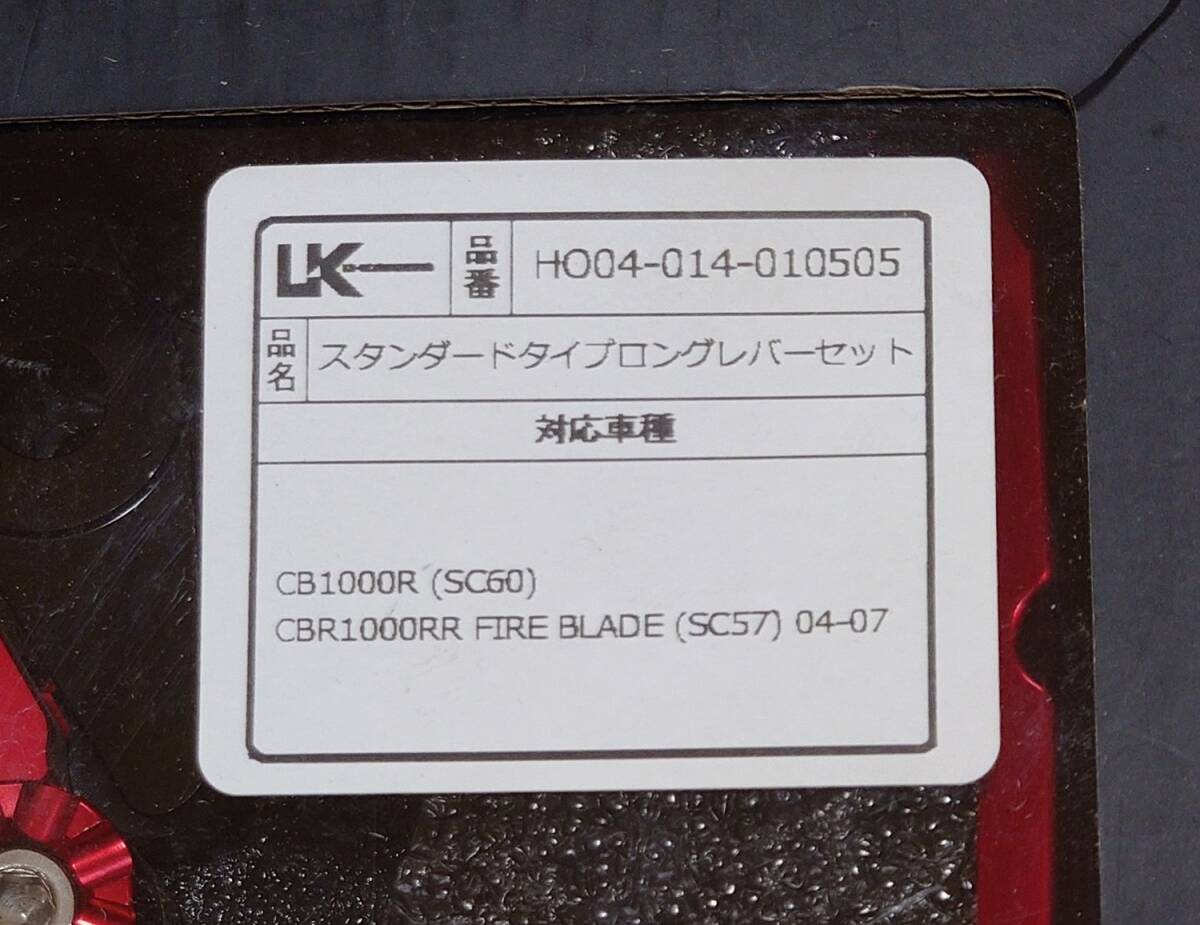 LK
品番
HO04-014-010505
品名
スタンダードタイプロングレバーセット
対応車種
CB1000R (SC60)
CBR1000RR FIRE BLADE (SC57) 04-07